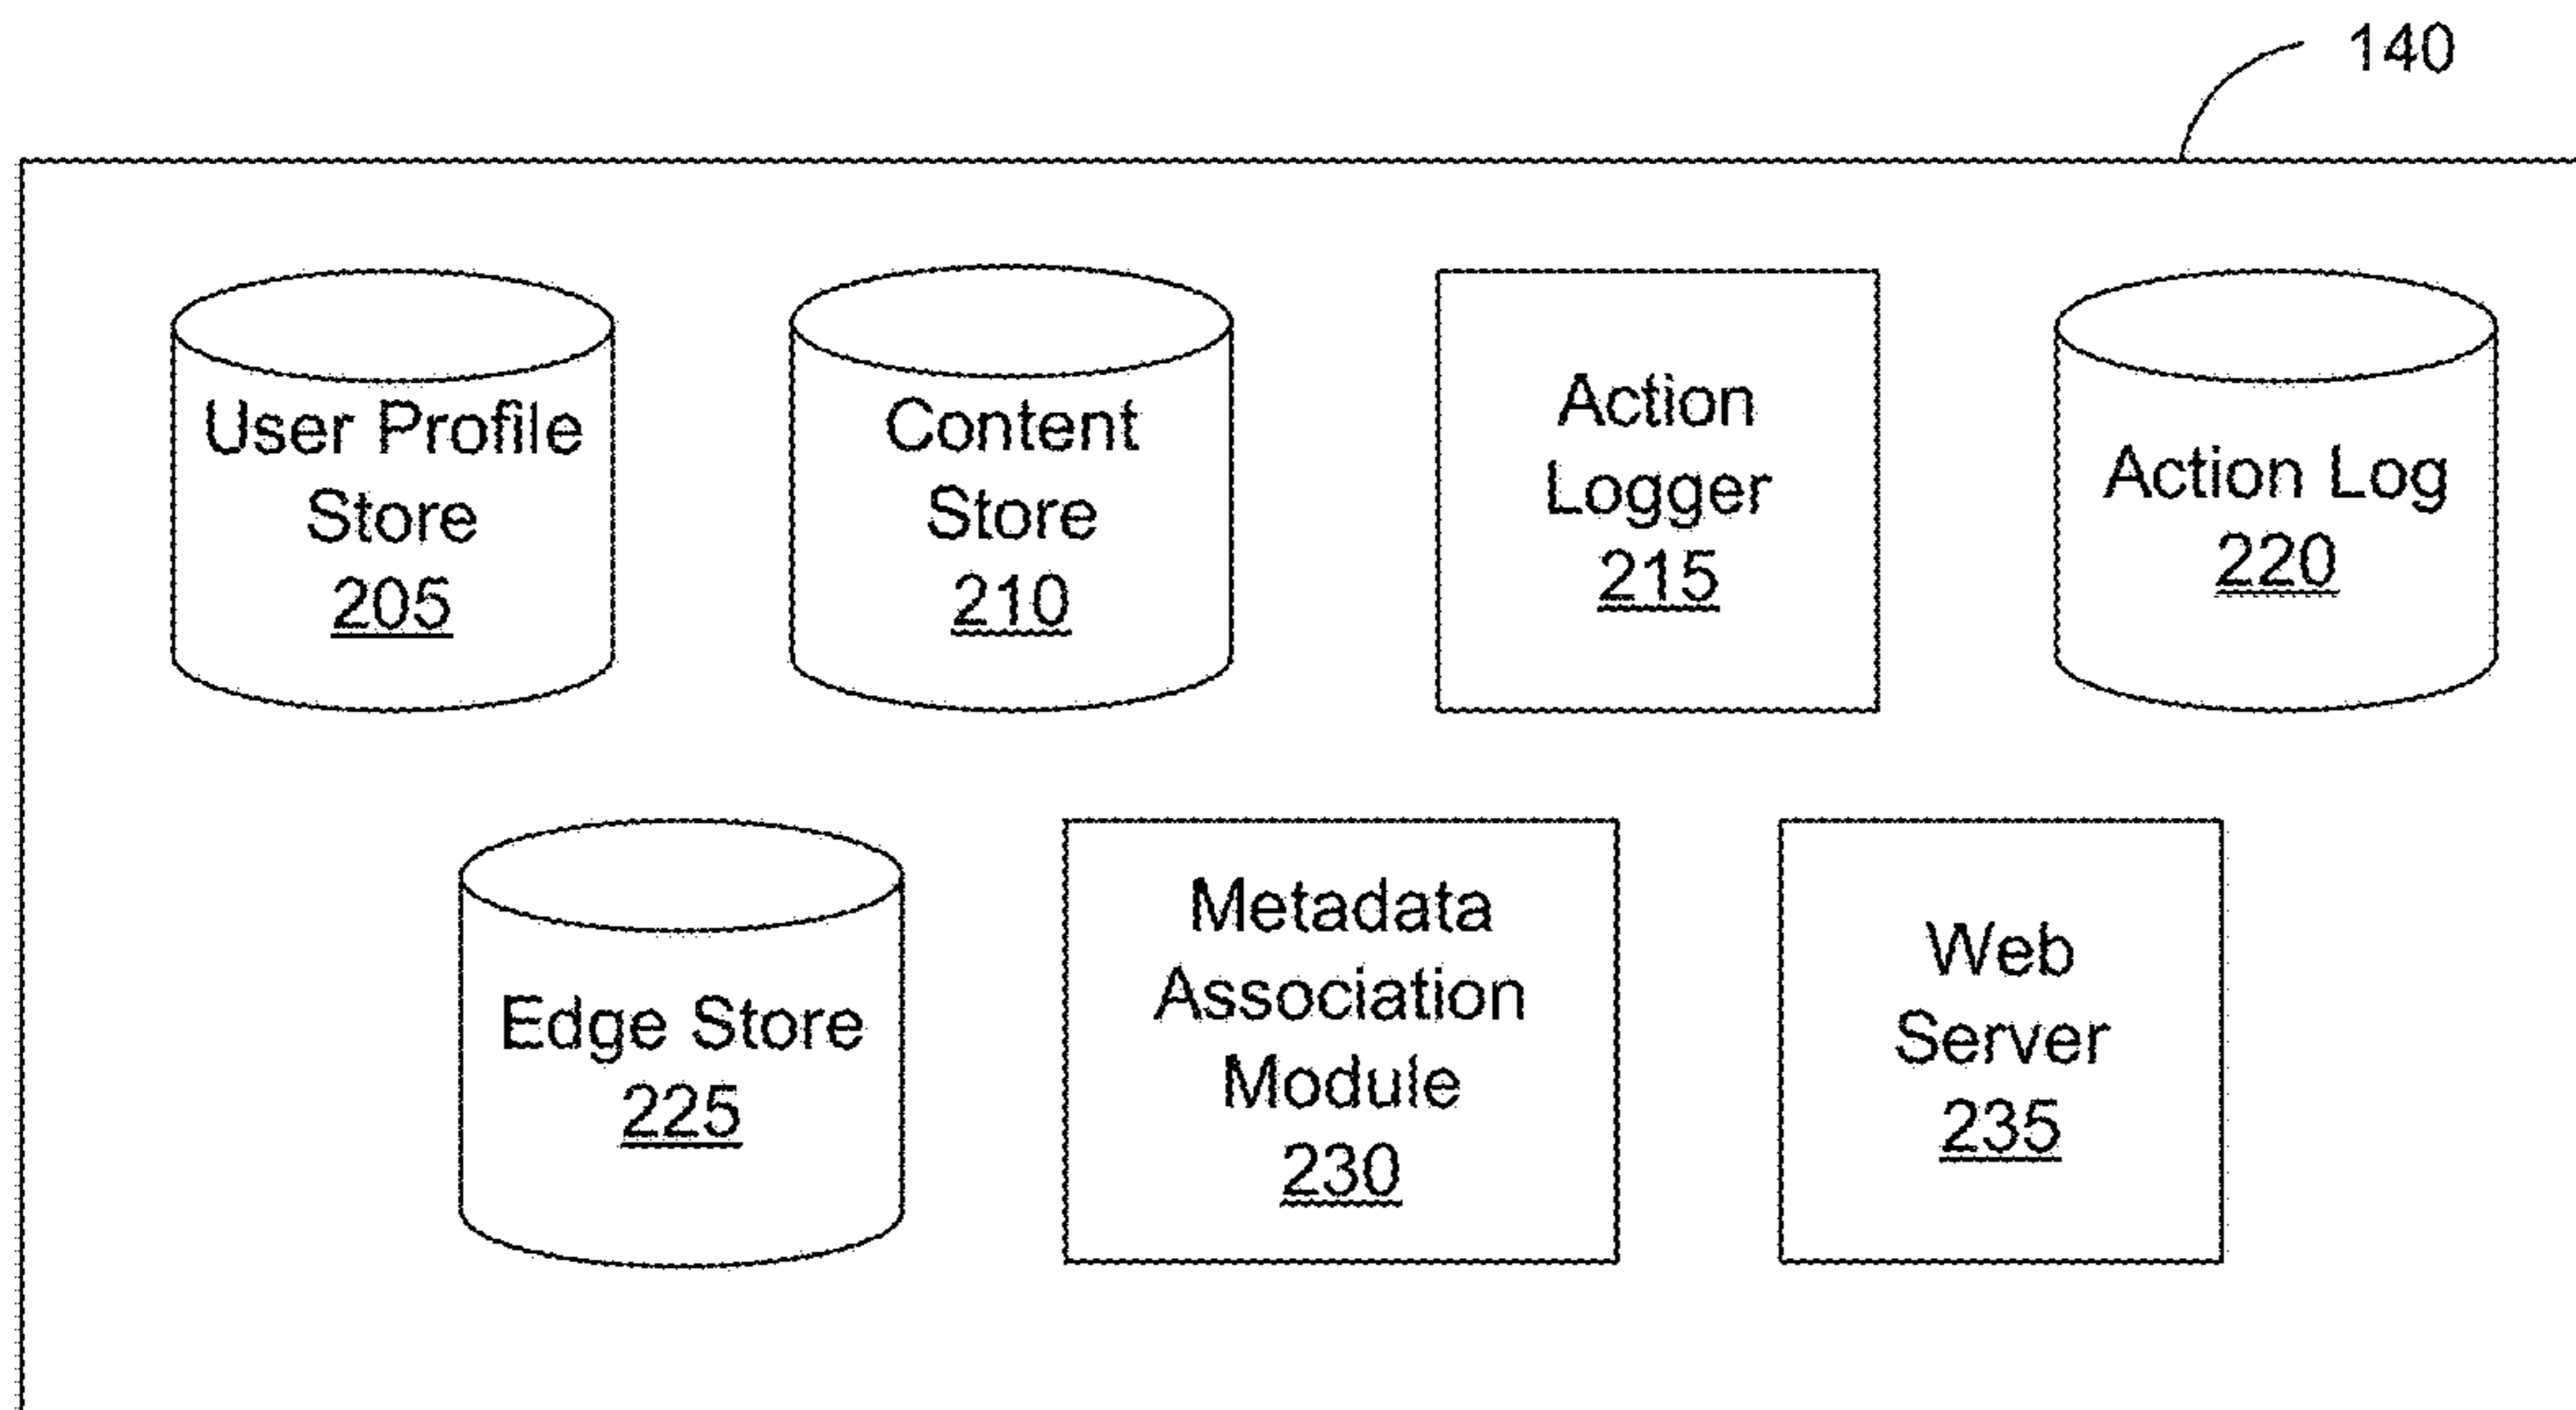 140
User Profile
Store
205
Content
Store
210
Action
Logger
215
Action Log
220
Edge Store
225
Metadata
Association
Module
230
Web
Server
235